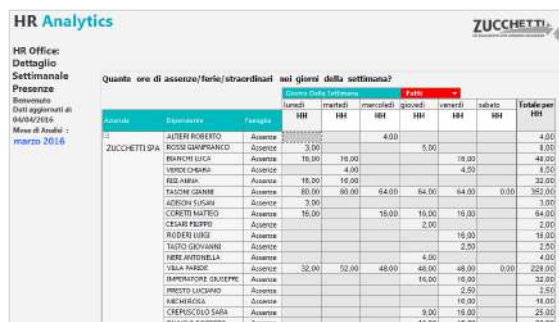 HR Analytics
ZUCCHETTI
HR Office:
Dettaglio
Settimanale
Presenze
Benvenuto
Dati aggiornati al:
04/04/2016
Mese di Analisi :
marzo 2016
Quante ore di assenze/ferie/straordinari nei giorni della settimana?
Giorno Della Settimana Fatti
lunedì martedì mercoledì giovedì venerdì sabato Totale per HH
Azienda Dipendente Famiglia HH HH HH HH HH HH
ZUCCHETTI SPA
ALTIERI ROBERTO Assenze 4,00 4,00
ROSSI GIANFRANCO Assenze 3,00 5,00 8,00
BIANCHI LUCA Assenze 16,00 16,00 16,00 48,00
VERDI CHIARA Assenze 4,00 4,50 8,50
Assenze 16,00 16,00 32,00
TASCINI GIANNI Assenze 80,00 80,00 64,00 64,00 64,00 0,00 352,00
ADISON SUSAN Assenze 3,00 3,00
CORETTI MATTEO Assenze 16,00 16,00 16,00 16,00 64,00
CESARI FILIPPO Assenze 2,00 2,00
RODERI LUIGI Assenze 16,00 16,00
TASTO GIOVANNI Assenze 2,50 2,50
NERI ANTONELLA Assenze 4,00 4,00
VILLA PARIDE Assenze 32,00 52,00 48,00 48,00 48,00 0,00 228,00
IMPERATORE GIUSEPPE Assenze 16,00 16,00 32,00
PRESTO LUCIANO Assenze 2,50 2,50
MICHI ROSA Assenze 16,00 16,00
CREPUSCOLO SARA Assenze 9,00 16,00 25,00